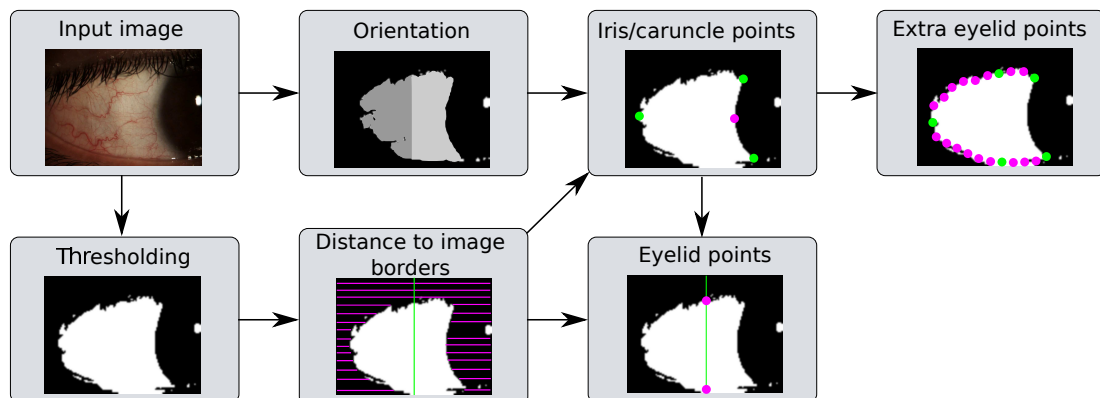 Input image
Orientation
Iris/caruncle points
Extra eyelid points
Thresholding
Distance to image
borders
Eyelid points